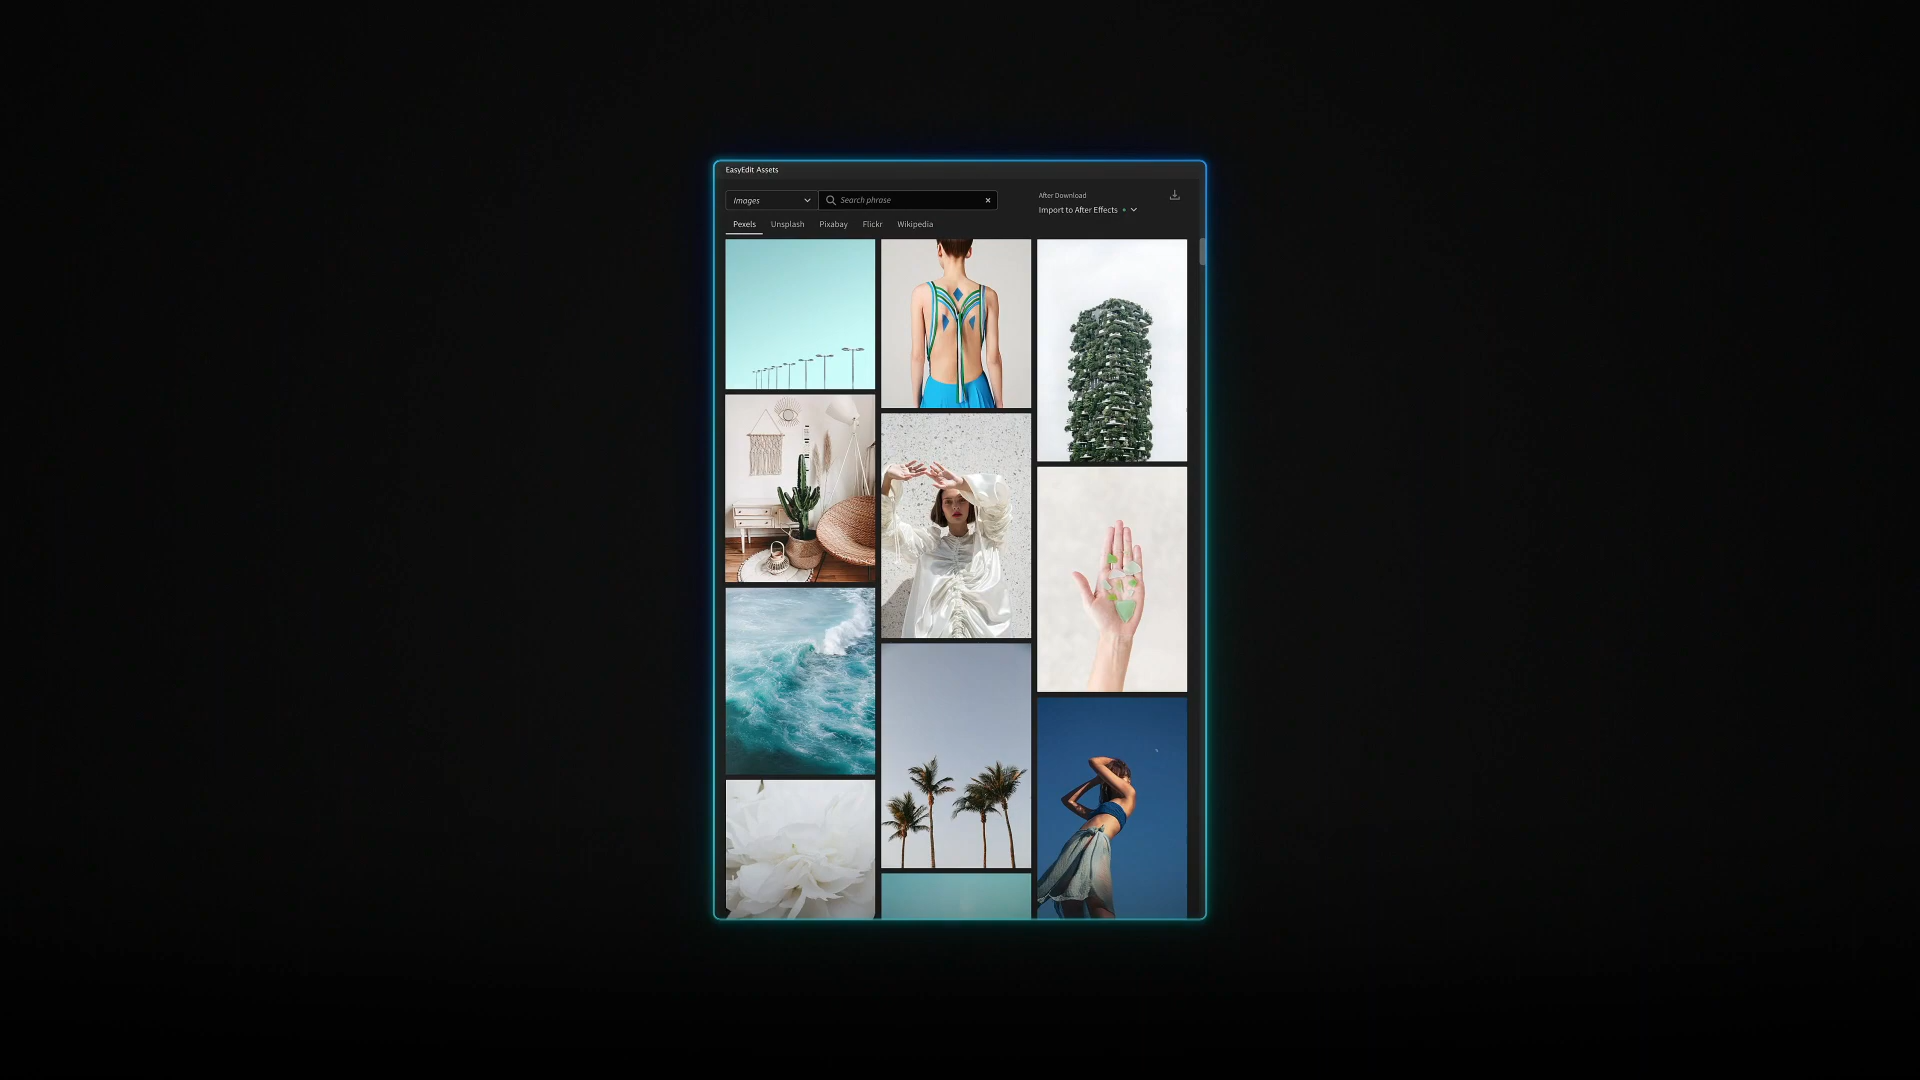 EasyEdit Assets
Images
Search phrase
After Download
Import to After Effects
Pexels
Unsplash
Pixabay
Flickr
Wikipedia